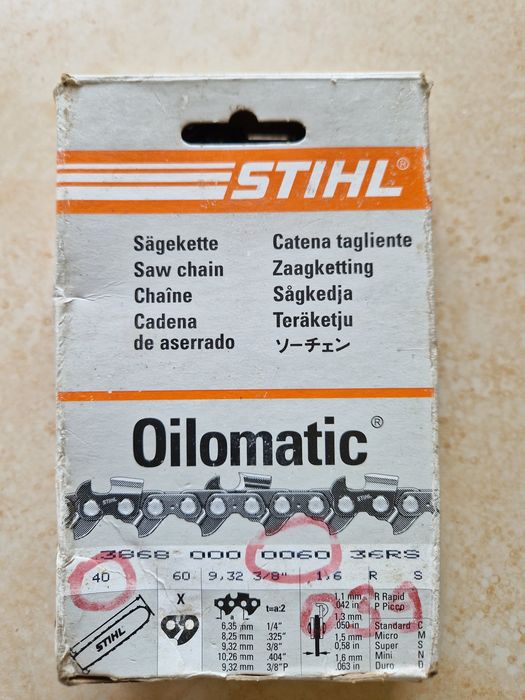 STIHL®
Sägekette
Saw chain
Chaîne
Cadena
de aserrado
Catena tagliente
Zaagketting
Sågkedja
Teräketju
ソーチェン
Oilomatic®
STIHL STIHL
3868 000 0060 36RS
40 60 9,32 3/8" 1,6 R S
STIHL
X
t=a:2
6,35 mm 1/4"
8,25 mm .325"
9,32 mm 3/8"
10,26 mm .404"
9,32 mm 3/8"P
1,1 mm
.042 in
1,3 mm
.050 in
1,5 mm
0,58 in
1,6 mm
.063 in
R Rapid
P Picco
Standard C
Micro M
Super S
Mini N
Duro D